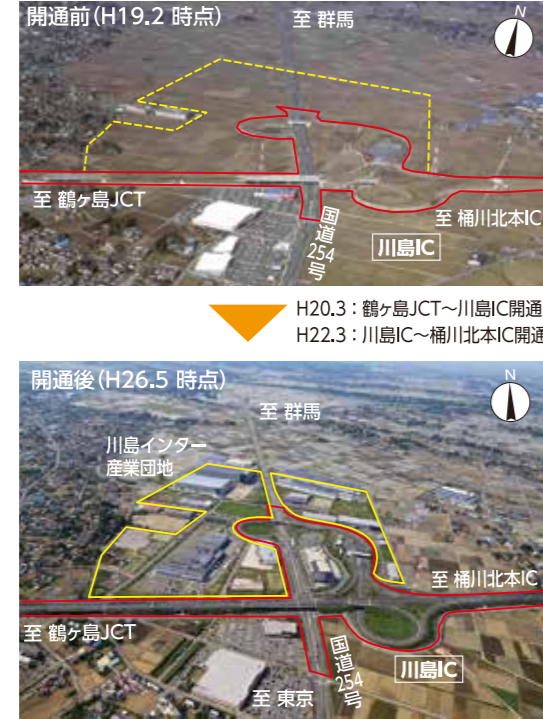 開通前(H19.2 時点)
至 群馬
N
至 鶴ヶ島JCT
国道254号
至 桶川北本IC
川島IC
H20.3：鶴ヶ島JCT～川島IC開通
H22.3：川島IC～桶川北本IC開通
開通後(H26.5 時点)
N
至 群馬
川島インター
産業団地
至 桶川北本IC
至 鶴ヶ島JCT
国道254号
川島IC
至 東京